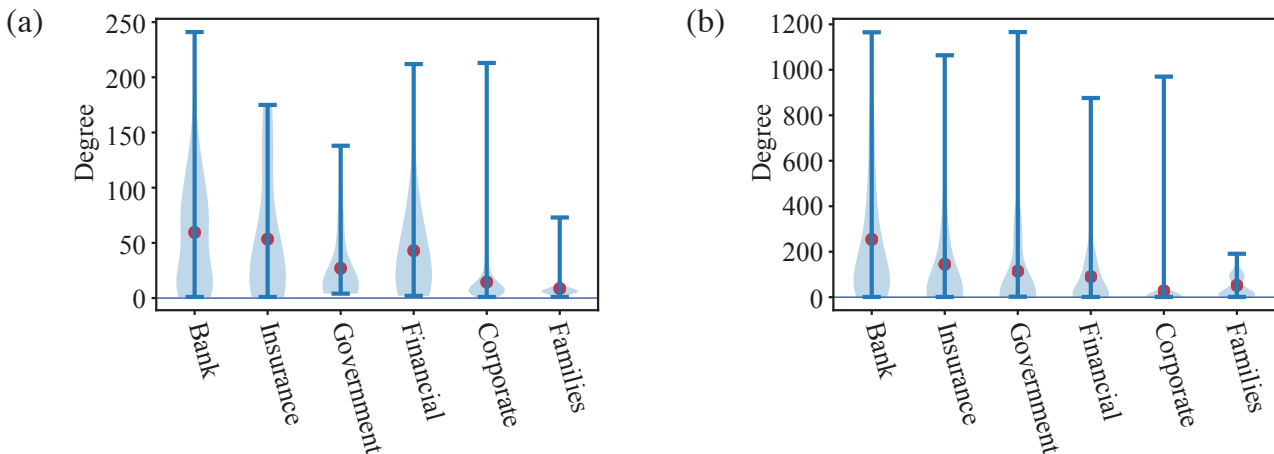 (a)
250
200
150
100
50
0
Degree
Bank
Insurance
Government
Financial
Corporate
Families
(b)
1200
1000
800
600
400
200
0
Degree
Bank
Insurance
Government
Financial
Corporate
Families